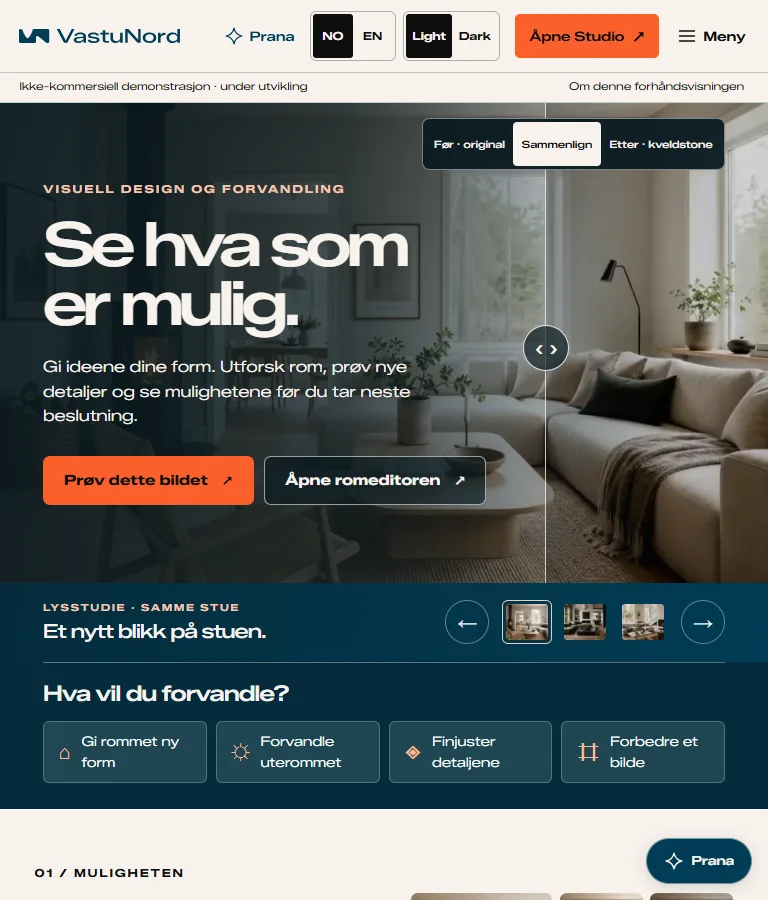 VastuNord
Prana
NO EN
Light Dark
Åpne Studio ↗
Meny
Ikke-kommersiell demonstrasjon · under utvikling
Om denne forhåndsvisningen
Før · original
Sammenlign
Etter · kveldstone
VISUELL DESIGN OG FORVANDLING
Se hva som
er mulig.
Gi ideene dine form. Utforsk rom, prøv nye
detaljer og se mulighetene før du tar neste
beslutning.
Prøv dette bildet ↗
Åpne romeditoren ↗
LYSSTUDIE · SAMME STUE
Et nytt blikk på stuen.
← →
Hva vil du forvandle?
Gi rommet ny
form
Forvandle
uterommet
Finjuster
detaljene
Forbedre et
bilde
01 / MULIGHETEN
Prana